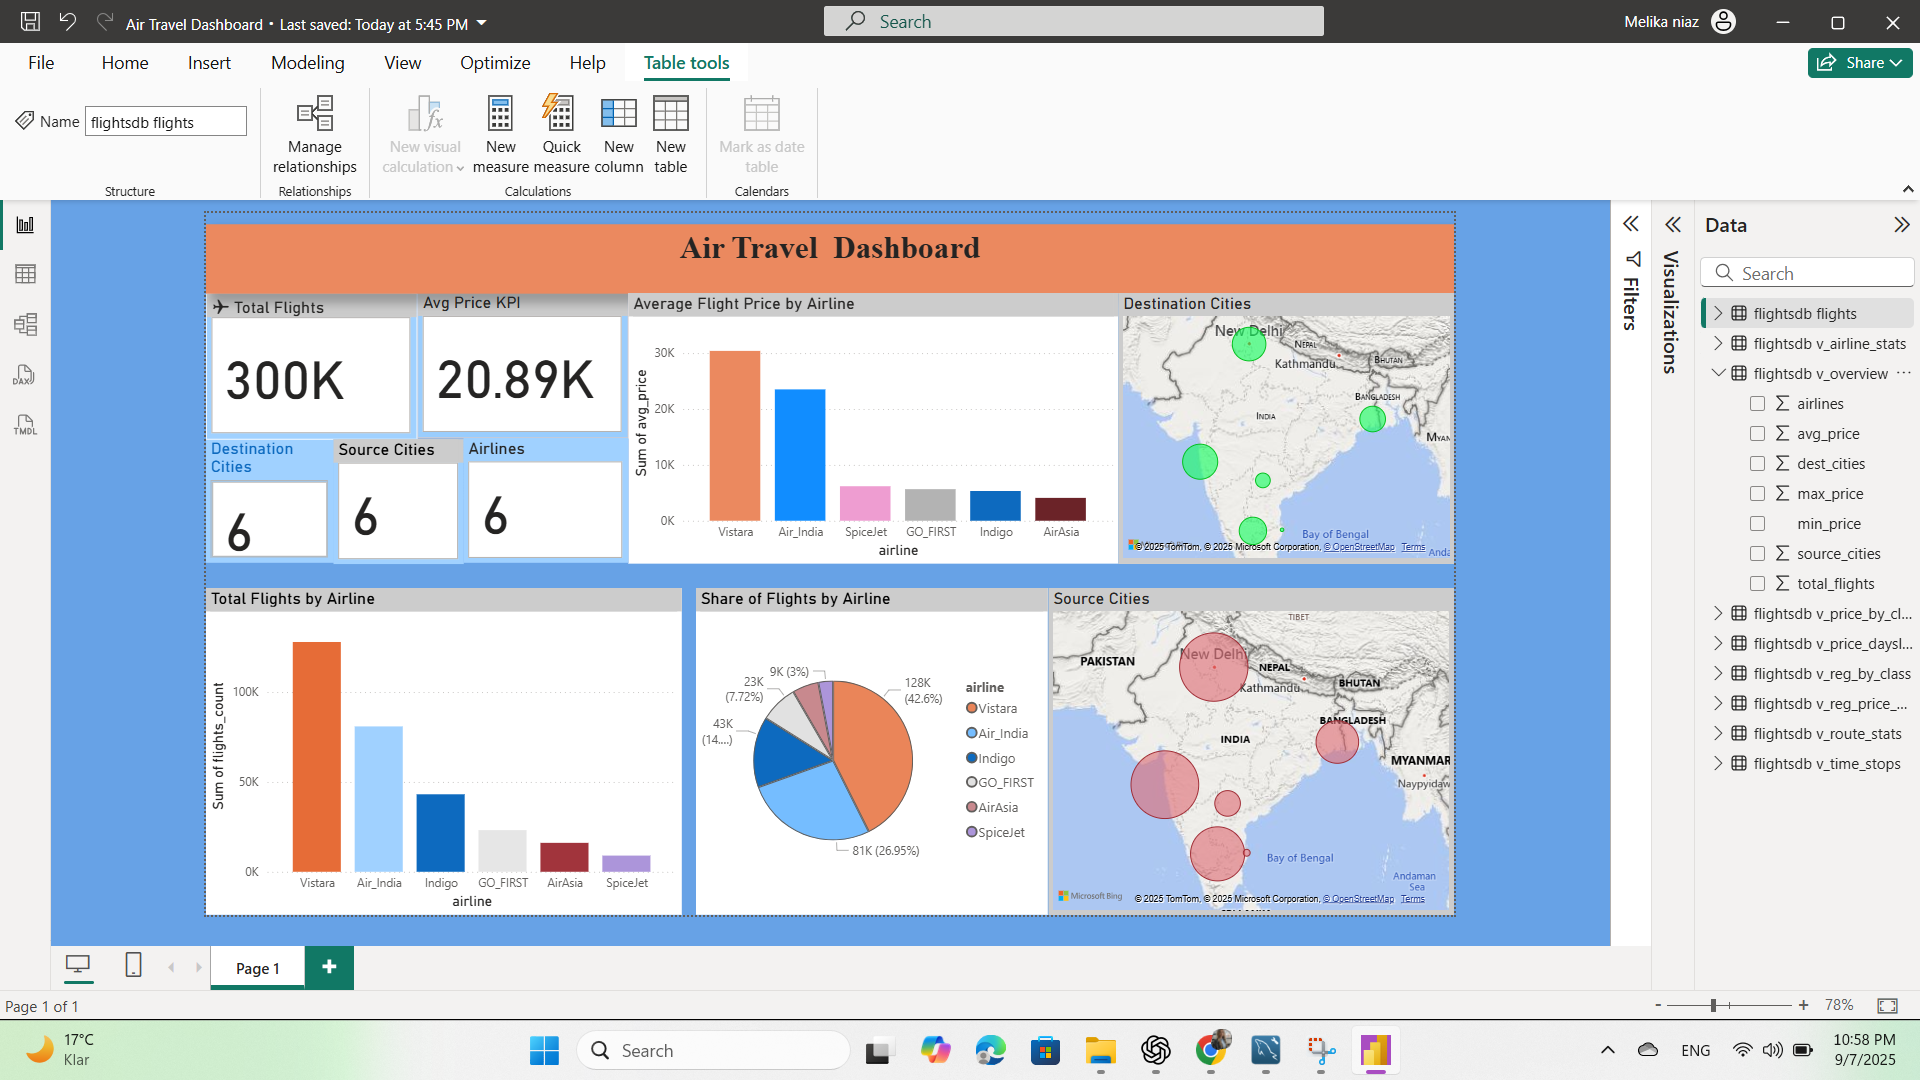 Air Travel Dashboard • Last saved: Today at 5:45 PM
Search
Melika niaz
File
Home
Insert
Modeling
View
Optimize
Help
Table tools
Share
Name
flightsdb flights
Manage
relationships
New visual
calculation
New
measure
Quick
measure
New
column
New
table
Mark as date
table
Structure
Relationships
Calculations
Calendars
Air Travel  Dashboard
Total Flights
300K
Avg Price KPI
20.89K
Destination
Cities
6
Source Cities
6
Airlines
6
Average Flight Price by Airline
Sum of avg_price
30K
20K
10K
0K
Vistara
Air_India
SpiceJet
GO_FIRST
Indigo
AirAsia
airline
Destination Cities
New Delhi
NEPAL
Kathmandu
BHUTAN
BANGLADESH
INDIA
MYAN
Bay of Bengal
© 2025 TomTom, © 2025 Microsoft Corporation, © OpenStreetMap Terms
Anda
Total Flights by Airline
Sum of flights_count
100K
50K
0K
Vistara
Air_India
Indigo
GO_FIRST
AirAsia
SpiceJet
airline
Share of Flights by Airline
9K (3%)
23K
(7.72%)
43K
(14....)
128K
(42.6%)
81K (26.95%)
airline
Vistara
Air_India
Indigo
GO_FIRST
AirAsia
SpiceJet
Source Cities
TIBET
PAKISTAN
New Delhi
NEPAL
Kathmandu
BHUTAN
BANGLADESH
INDIA
MYANMAR
Naypyidaw
Bay of Bengal
Andaman
Sea
Microsoft Bing
© 2025 TomTom, © 2025 Microsoft Corporation, © OpenStreetMap Terms
Filters
Visualizations
Data
Search
flightsdb flights
flightsdb v_airline_stats
flightsdb v_overview
airlines
avg_price
dest_cities
max_price
min_price
source_cities
total_flights
flightsdb v_price_by_cl...
flightsdb v_price_daysl...
flightsdb v_reg_by_class
flightsdb v_reg_price_...
flightsdb v_route_stats
flightsdb v_time_stops
DAX
TMDL
Page 1
Page 1 of 1
- + 78%
17°C
Klar
Search
ENG
10:58 PM
9/7/2025